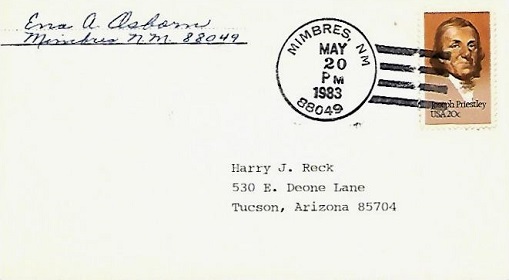 Ena A. Osborn
Mimbres N.M. 88049
MIMBRES, NM
MAY
20
PM
1983
88049
Joseph Priestley
USA 20c
Harry J. Reck
530 E. Deone Lane
Tucson, Arizona 85704